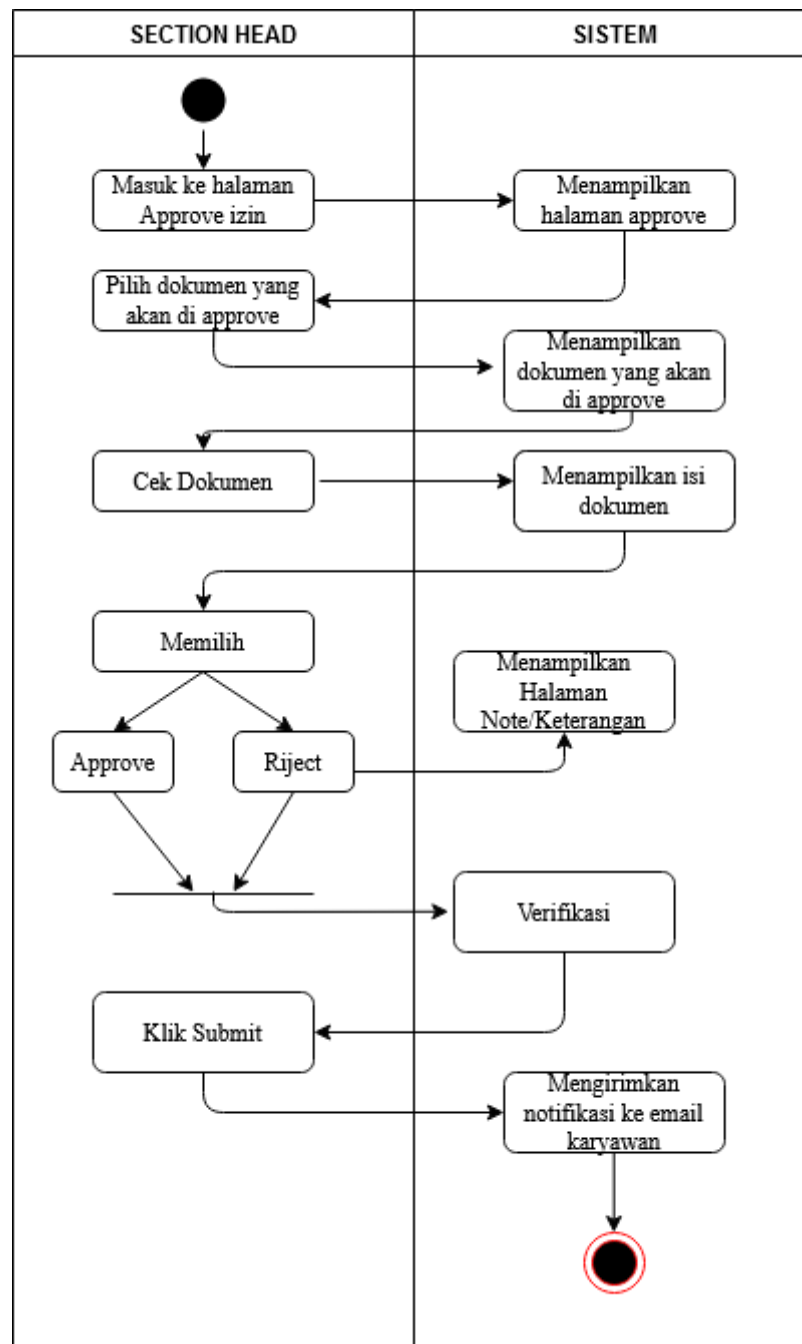 SECTION HEAD
SISTEM
Masuk ke halaman
Approve izin
Menampilkan
halaman approve
Pilih dokumen yang
akan di approve
Menampilkan
dokumen yang akan
di approve
Cek Dokumen
Menampilkan isi
dokumen
Memilih
Menampilkan
Halaman
Note/Keterangan
Approve
Riject
Verifikasi
Klik Submit
Mengirimkan
notifikasi ke email
karyawan